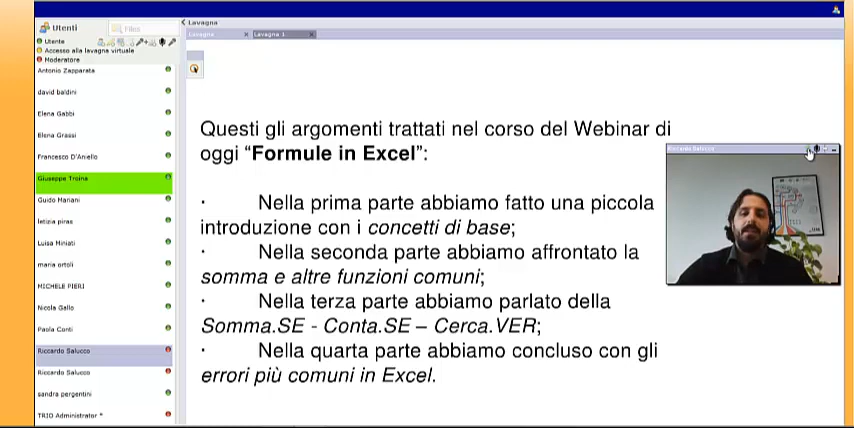 Utenti
Files
Utente
Accesso alla lavagna virtuale
Moderatore
Antonio Zapparata
david baldini
Elena Gabbi
Elena Grassi
Francesco D'Aniello
Giuseppe Troina
Guido Mariani
letizia piras
Luisa Miniati
maria ortoli
MICHELE PIERI
Nicola Gallo
Paola Conti
Riccardo Salucco
Riccardo Salucco
sandra pergentini
TRIO Administrator *
Lavagna
Lavagna
Lavagna 1
Questi gli argomenti trattati nel corso del Webinar di
oggi “Formule in Excel”:
· Nella prima parte abbiamo fatto una piccola
introduzione con i concetti di base;
· Nella seconda parte abbiamo affrontato la
somma e altre funzioni comuni;
· Nella terza parte abbiamo parlato della
Somma.SE - Conta.SE – Cerca.VER;
· Nella quarta parte abbiamo concluso con gli
errori più comuni in Excel.
Riccardo Salucco